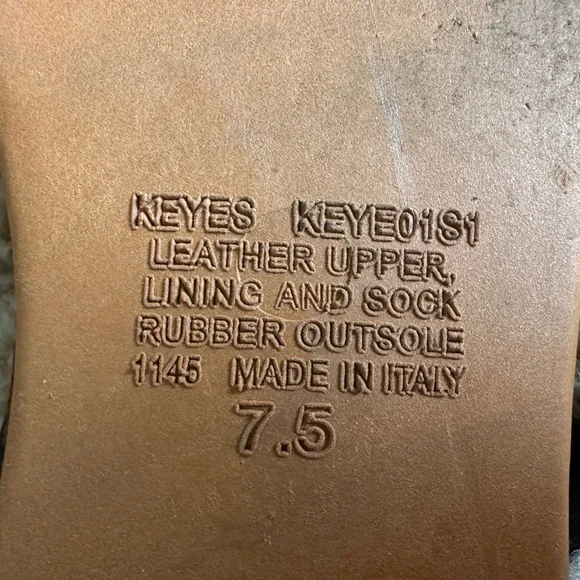 KEYES KEYE01S1
LEATHER UPPER,
LINING AND SOCK
RUBBER OUTSOLE
1145 MADE IN ITALY
7.5